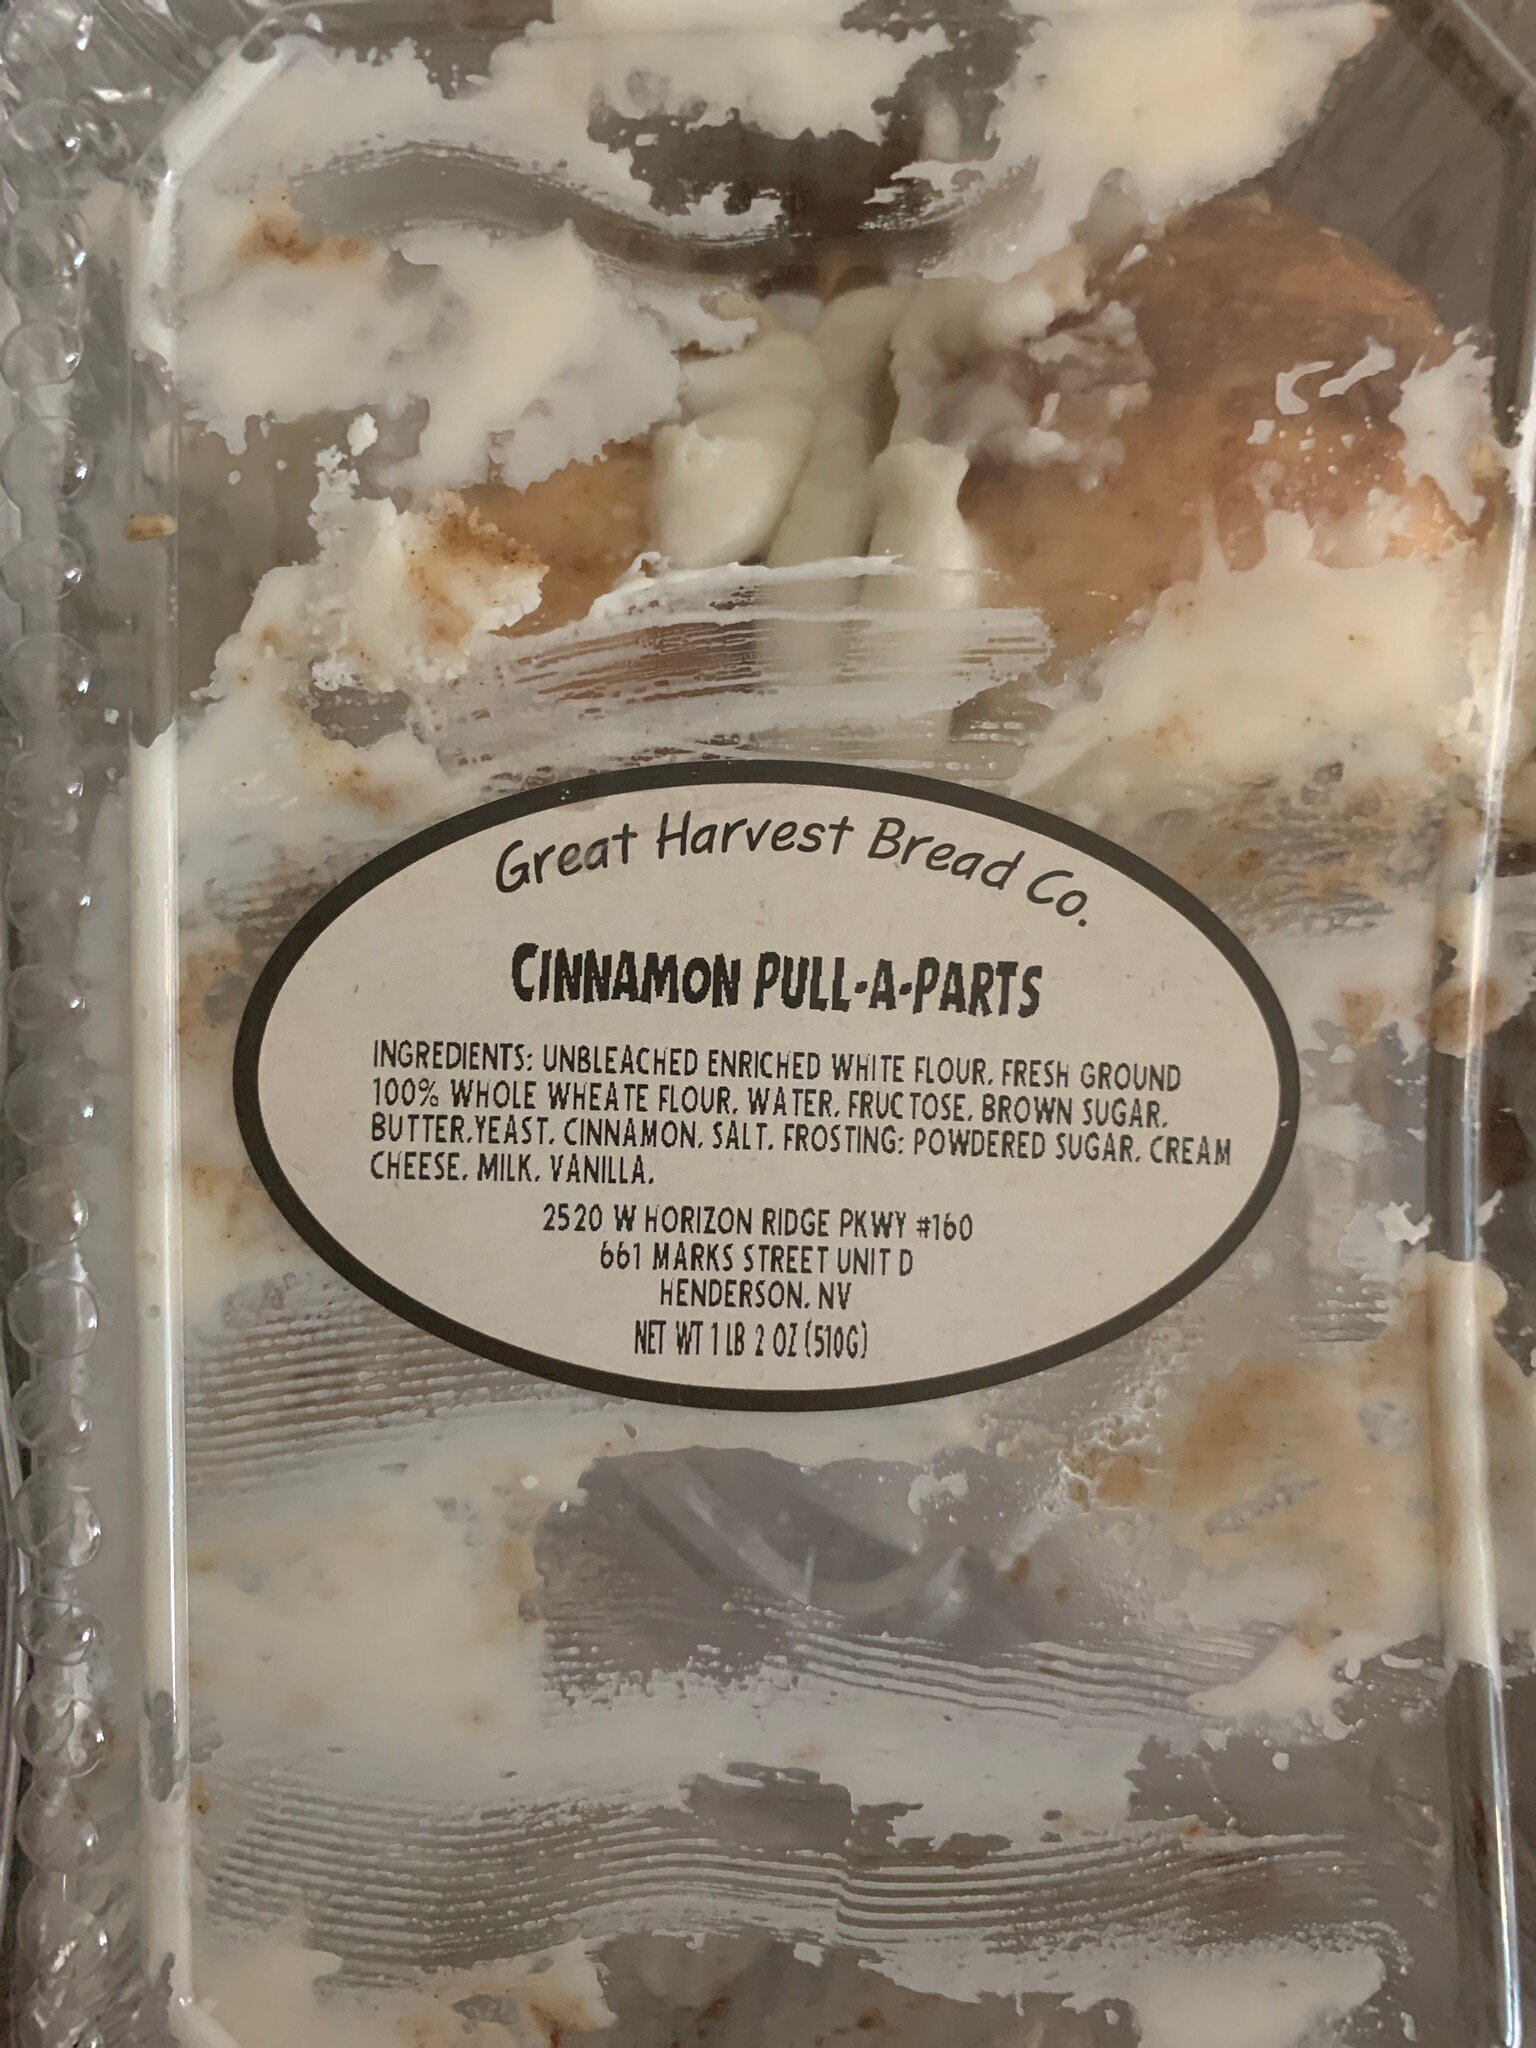 Great Harvest Bread Co.
CINNAMON PULL-A-PARTS
INGREDIENTS: UNBLEACHED ENRICHED WHITE FLOUR, FRESH GROUND
100% WHOLE WHEATE FLOUR, WATER, FRUCTOSE, BROWN SUGAR,
BUTTER,YEAST, CINNAMON, SALT, FROSTING: POWDERED SUGAR, CREAM
CHEESE, MILK, VANILLA,
2520 W HORIZON RIDGE PKWY #160
661 MARKS STREET UNIT D
HENDERSON, NV
NET WT 1 LB 2 OZ (510G)